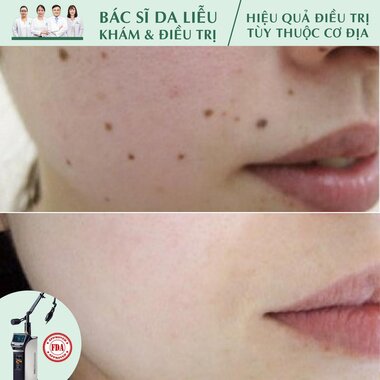 BÁC SĨ DA LIỄU
KHÁM & ĐIỀU TRỊ
HIỆU QUẢ ĐIỀU TRỊ
TÙY THUỘC CƠ ĐỊA
FDA